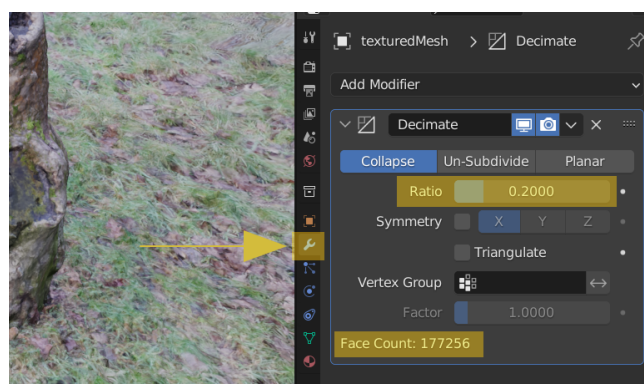 texturedMesh > Decimate
Add Modifier
Decimate
Collapse Un-Subdivide Planar
Ratio 0.2000
Symmetry X Y Z
Triangulate
Vertex Group
Factor 1.0000
Face Count: 177256